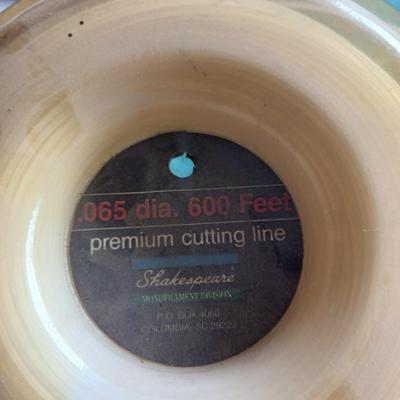 .065 dia. 600 Feet
premium cutting line
Shakespeare
MONOFILAMENT DIVISION
P.O. BOX 4060
COLUMBIA, SC 29223